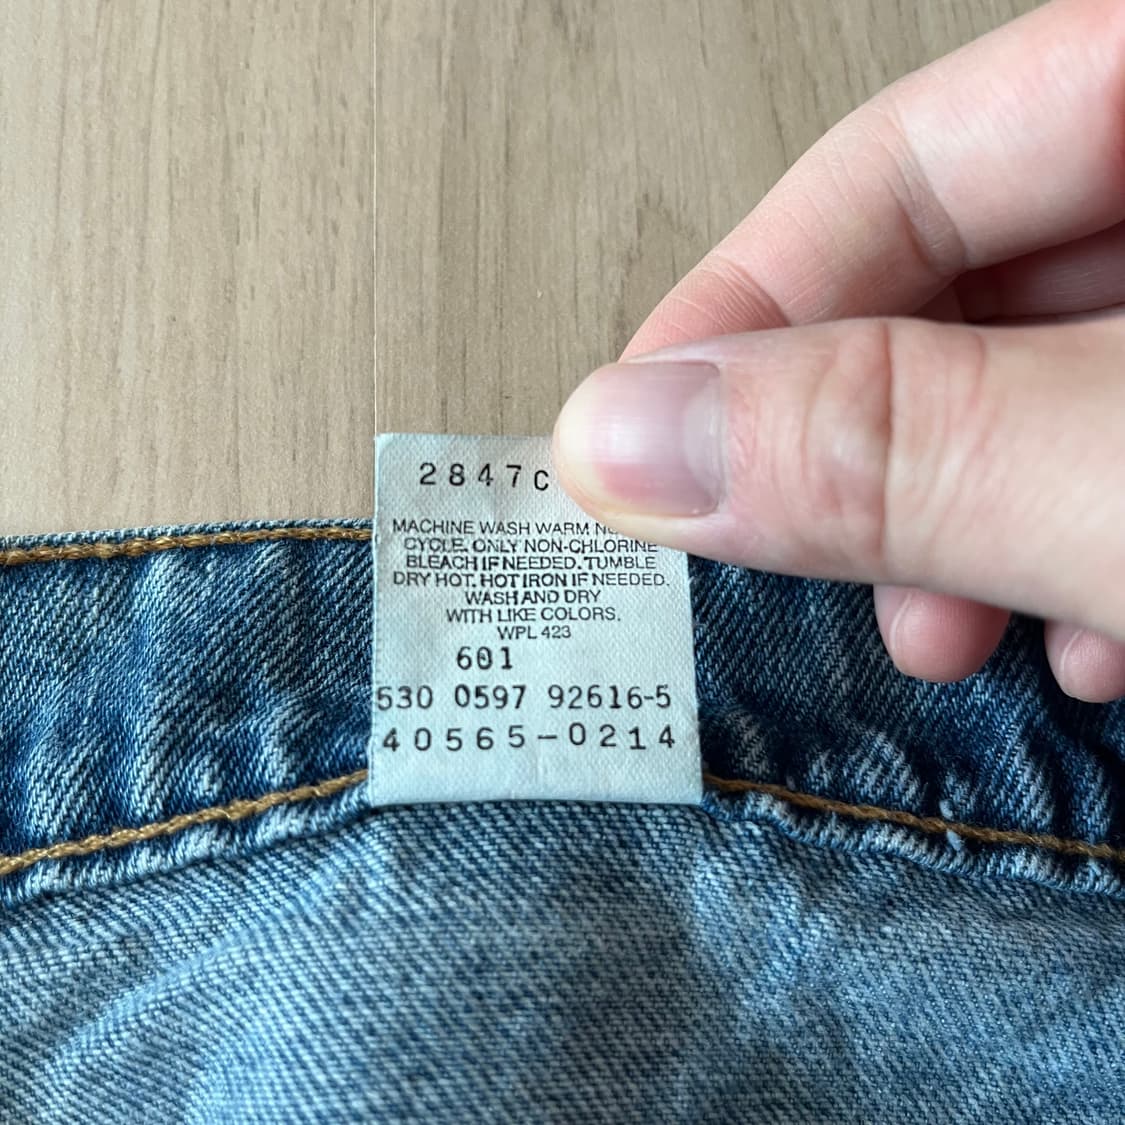 2847C
MACHINE WASH WARM
CYCLE. ONLY NON-CHLORINE
BLEACH IF NEEDED. TUMBLE
DRY HOT. HOT IRON IF NEEDED.
WASH AND DRY
WITH LIKE COLORS.
WPL 423
601
530 0597 92616-5
40565-0214